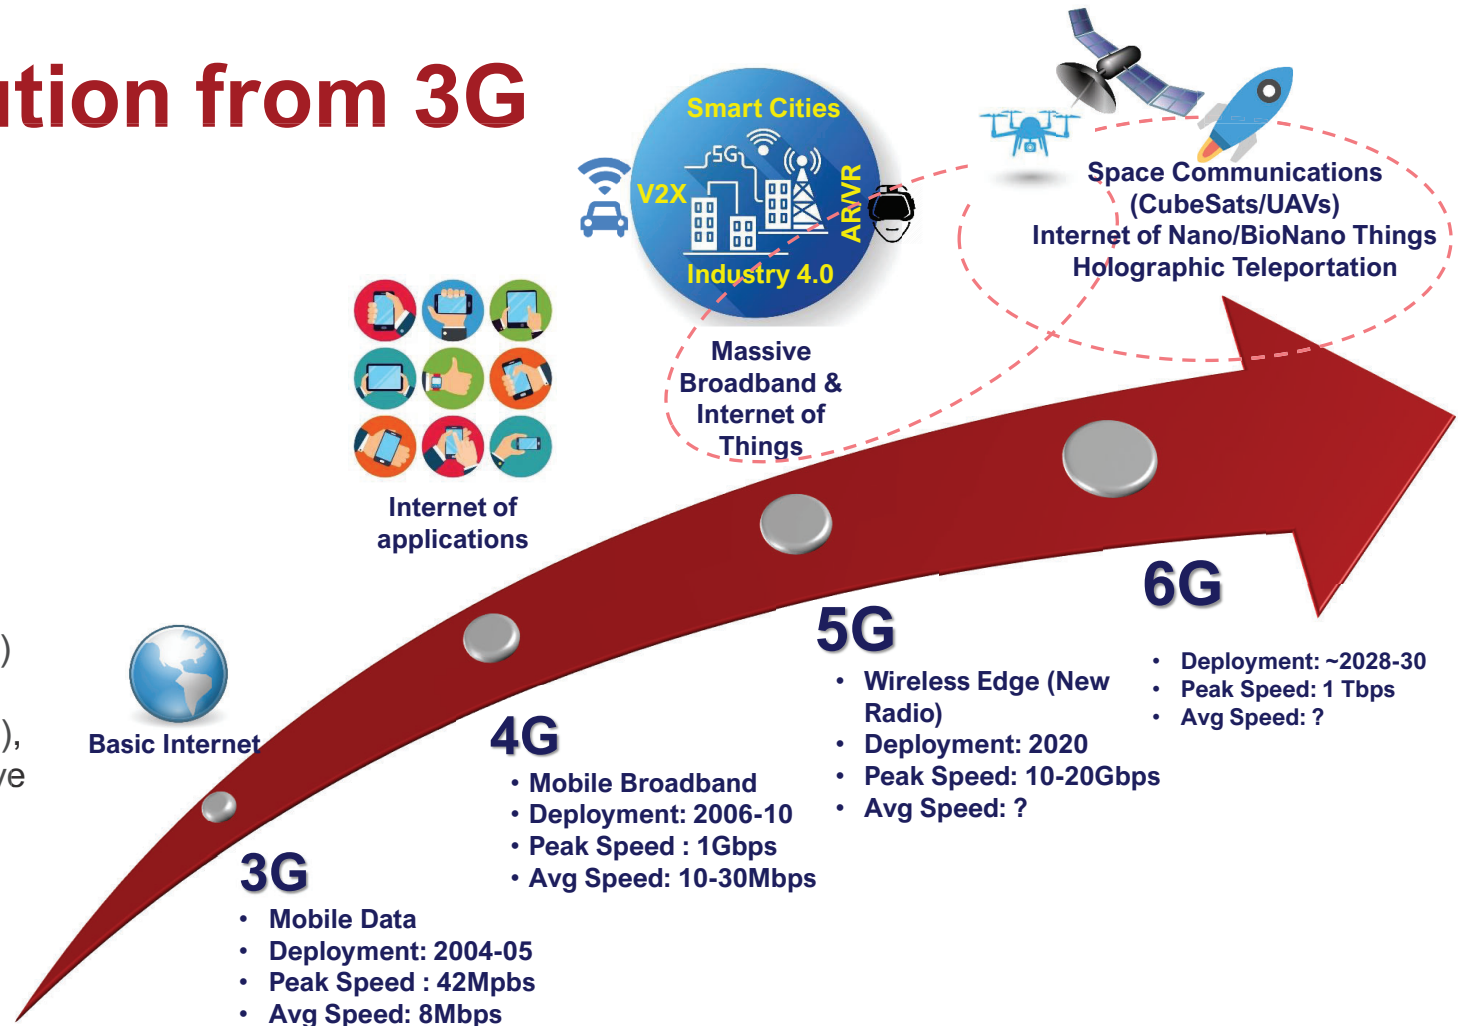 ution from 3G
Smart Cities
5G
V2X
AR/VR
Industry 4.0
Space Communications
(CubeSats/UAVs)
Internet of Nano/BioNano Things
Holographic Teleportation
Massive
Broadband &
Internet of
Things
Internet of
applications
)
),
ve
Basic Internet
6G
• Deployment: ~2028-30
• Peak Speed: 1 Tbps
• Avg Speed: ?
5G
• Wireless Edge (New
Radio)
• Deployment: 2020
• Peak Speed: 10-20Gbps
• Avg Speed: ?
4G
• Mobile Broadband
• Deployment: 2006-10
• Peak Speed : 1Gbps
• Avg Speed: 10-30Mbps
3G
• Mobile Data
• Deployment: 2004-05
• Peak Speed : 42Mpbs
• Avg Speed: 8Mbps